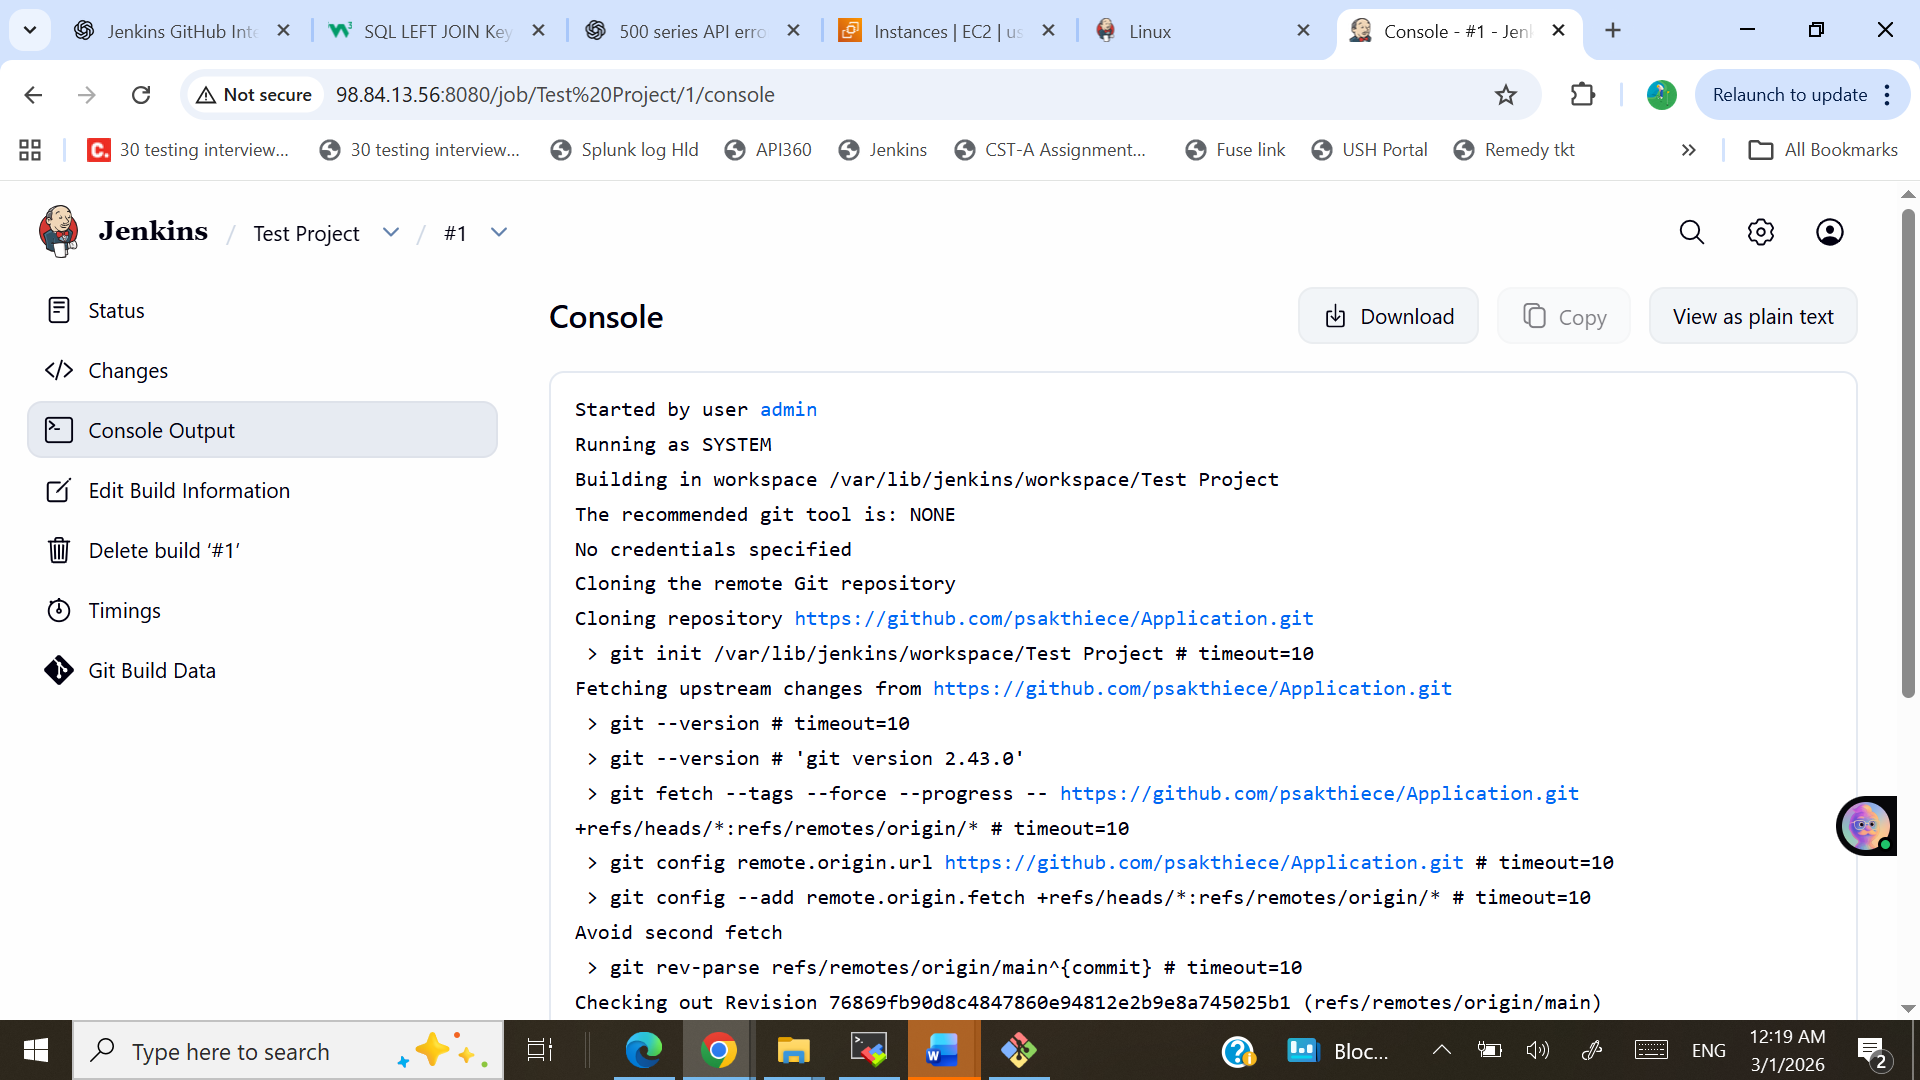 Jenkins GitHub Inte
SQL LEFT JOIN Key
500 series API erro
Instances | EC2 | us
Linux
Console - #1 - Jenk
Not secure
98.84.13.56:8080/job/Test%20Project/1/console
Relaunch to update
C.
30 testing interview...
30 testing interview...
Splunk log Hld
API360
Jenkins
CST-A Assignment...
Fuse link
USH Portal
Remedy tkt
All Bookmarks
Jenkins / Test Project / #1
Status
Changes
Console Output
Edit Build Information
Delete build ‘#1’
Timings
Git Build Data
Console
Download
Copy
View as plain text
Started by user admin
Running as SYSTEM
Building in workspace /var/lib/jenkins/workspace/Test Project
The recommended git tool is: NONE
No credentials specified
Cloning the remote Git repository
Cloning repository https://github.com/psakthiece/Application.git
> git init /var/lib/jenkins/workspace/Test Project # timeout=10
Fetching upstream changes from https://github.com/psakthiece/Application.git
> git --version # timeout=10
> git --version # 'git version 2.43.0'
> git fetch --tags --force --progress -- https://github.com/psakthiece/Application.git
+refs/heads/*:refs/remotes/origin/* # timeout=10
> git config remote.origin.url https://github.com/psakthiece/Application.git # timeout=10
> git config --add remote.origin.fetch +refs/heads/*:refs/remotes/origin/* # timeout=10
Avoid second fetch
> git rev-parse refs/remotes/origin/main^{commit} # timeout=10
Checking out Revision 76869fb90d8c4847860e94812e2b9e8a745025b1 (refs/remotes/origin/main)
Type here to search
Bloc...
ENG
12:19 AM
3/1/2026
2